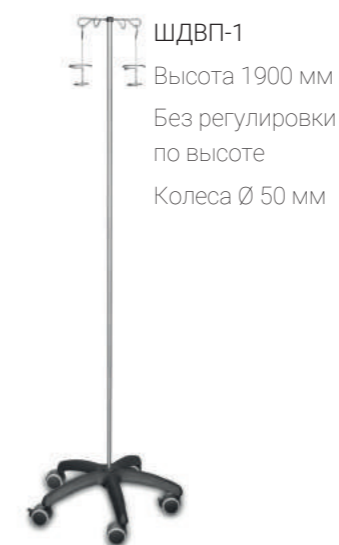 ШДВП-1
Высота 1900 мм
Без регулировки
по высоте
Колеса Ø 50 мм